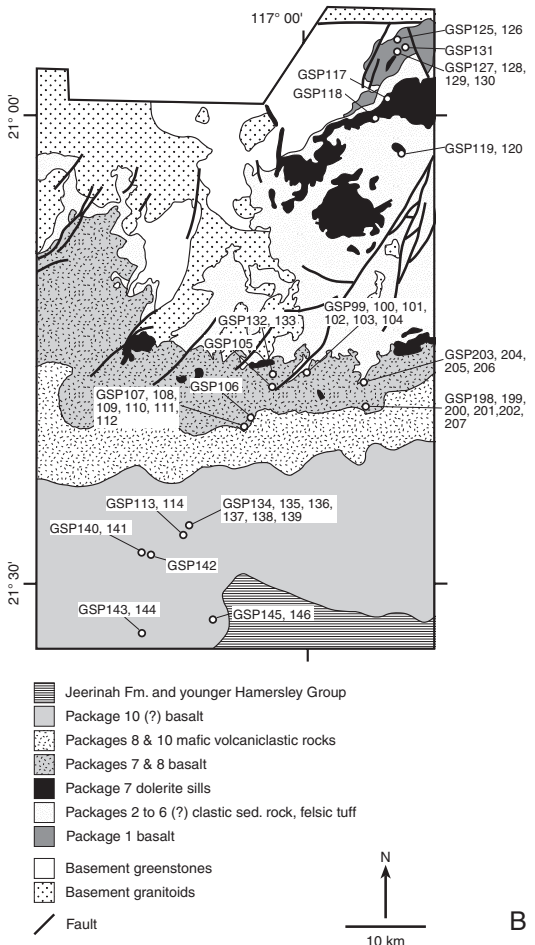 117° 00'
GSP125, 126
GSP131
GSP127, 128,
129, 130
GSP117
GSP118
21° 00'
GSP119, 120
GSP99, 100, 101,
102, 103, 104
GSP132, 133
GSP105
GSP203, 204,
205, 206
GSP106
GSP107, 108,
109, 110, 111,
112
GSP198, 199,
200, 201,202,
207
GSP113, 114
GSP134, 135, 136,
137, 138, 139
GSP140, 141
GSP142
21° 30'
GSP143, 144
GSP145, 146
Jeerinah Fm. and younger Hamersley Group
Package 10 (?) basalt
Packages 8 & 10 mafic volcaniclastic rocks
Packages 7 & 8 basalt
Package 7 dolerite sills
Packages 2 to 6 (?) clastic sed. rock, felsic tuff
Package 1 basalt
Basement greenstones
Basement granitoids
Fault
N
10 km
B